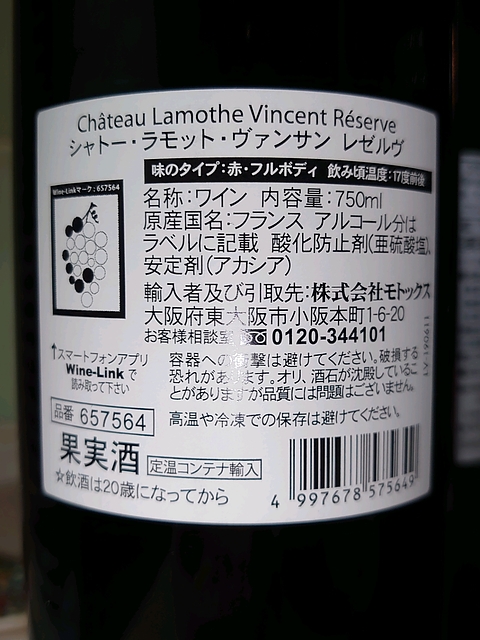 Château Lamothe Vincent Réserve
シャトー・ラモット・ヴァンサン レゼルヴ
味のタイプ:赤・フルボディ 飲み頃温度:17度前後
Wine-Linkマーク:657564
名称:ワイン 内容量:750ml
原産国名:フランス アルコール分は
ラベルに記載 酸化防止剤(亜硫酸塩)、
安定剤(アカシア)
輸入者及び引取先:株式会社モトックス
大阪府東大阪市小阪本町1-6-20
お客様相談室 0120-344101
↑スマートフォンアプリ
Wine-Linkで
読み取って下さい
容器への衝撃は避けてください。破損する
恐れがあります。オリ、酒石が沈殿しているこ
とがありますが品質には問題はございません。
高温や冷凍での保存は避けてください。
品番 657564
果実酒
定温コンテナ輸入
☆飲酒は20歳になってから
4 997678 575649